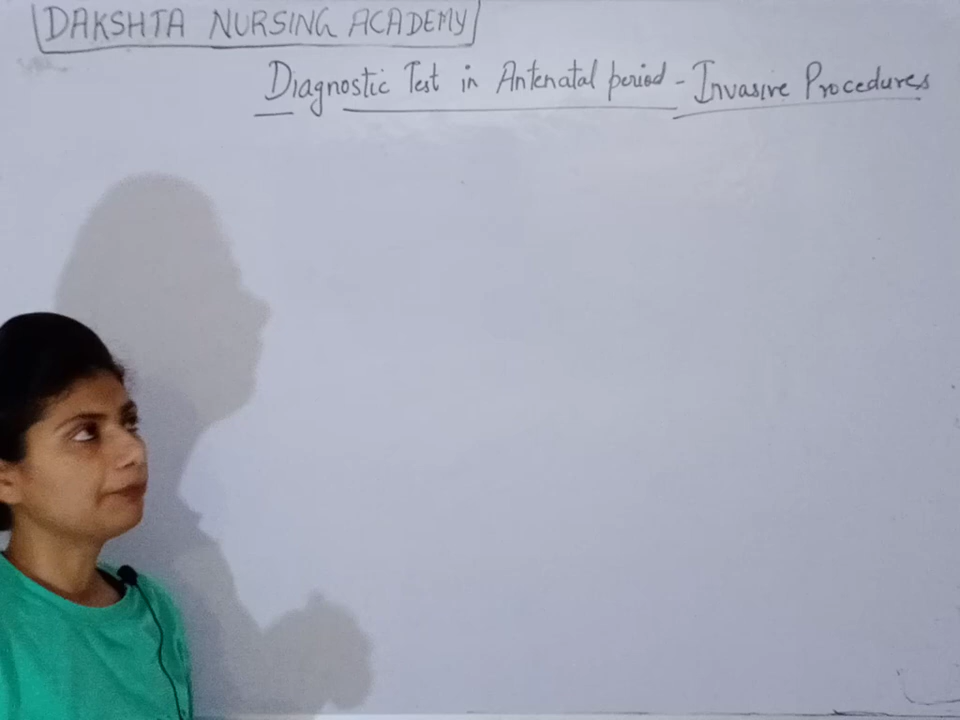 DAKSHTA NURSING ACADEMY
Diagnostic Test in Antenatal period - Invasive Procedures